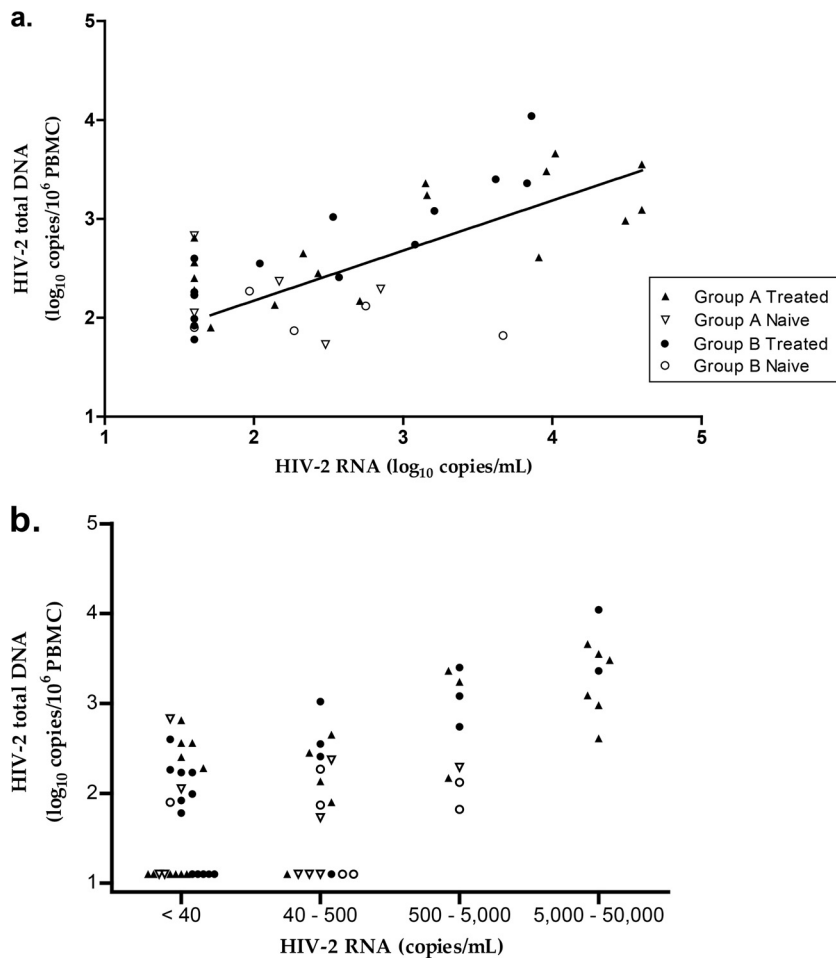 a.
5
4
3
2
1
HIV-2 total DNA
(log10 copies/10^6 PBMC)
1 2 3 4 5
HIV-2 RNA (log10 copies/mL)
Group A Treated
Group A Naive
Group B Treated
Group B Naive
b.
5
4
3
2
1
HIV-2 total DNA
(log10 copies/10^6 PBMC)
< 40 40 - 500 500 - 5,000 5,000 - 50,000
HIV-2 RNA (copies/mL)